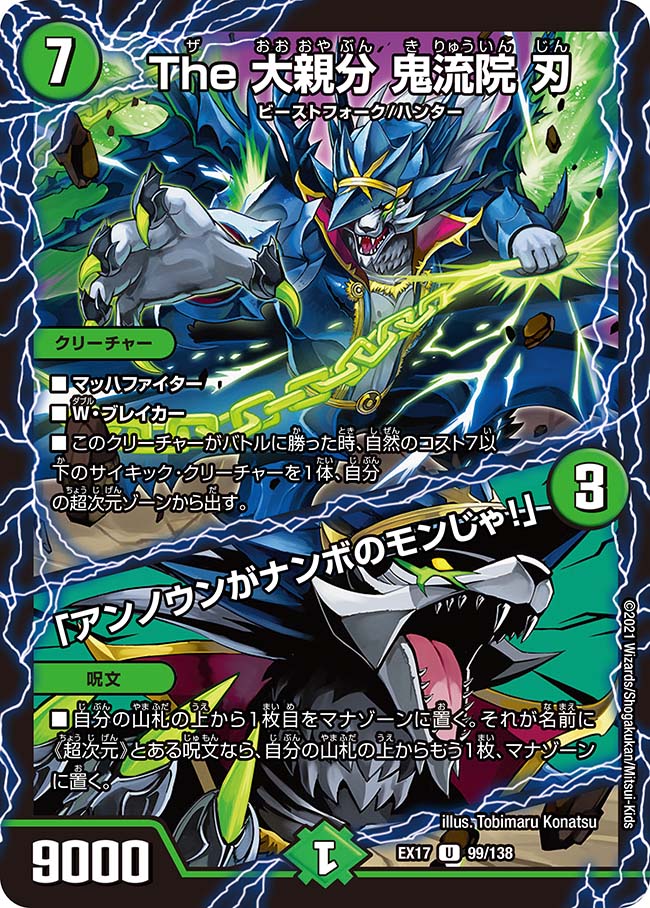 7
The 大親分 鬼流院 刃
ザ おおおやぶん きりゅういん じん
ビーストフォーク/ハンター
クリーチャー
■マッハファイター
■W・ブレイカー
ダブル
■このクリーチャーがバトルに勝った時、自然のコスト7以
下のサイキック・クリーチャーを1体、自分
の超次元ゾーンから出す。
3
「アンノウンがナンボのモンじゃ!」
呪文
■自分の山札の上から1枚目をマナゾーンに置く。それが名前に
《超次元》とある呪文なら、自分の山札の上からもう1枚、マナゾーン
に置く。
illus. Tobimaru Konatsu
9000
1
EX17 U 99/138
©2021 Wizards/Shogakukan/Mitsui-Kids